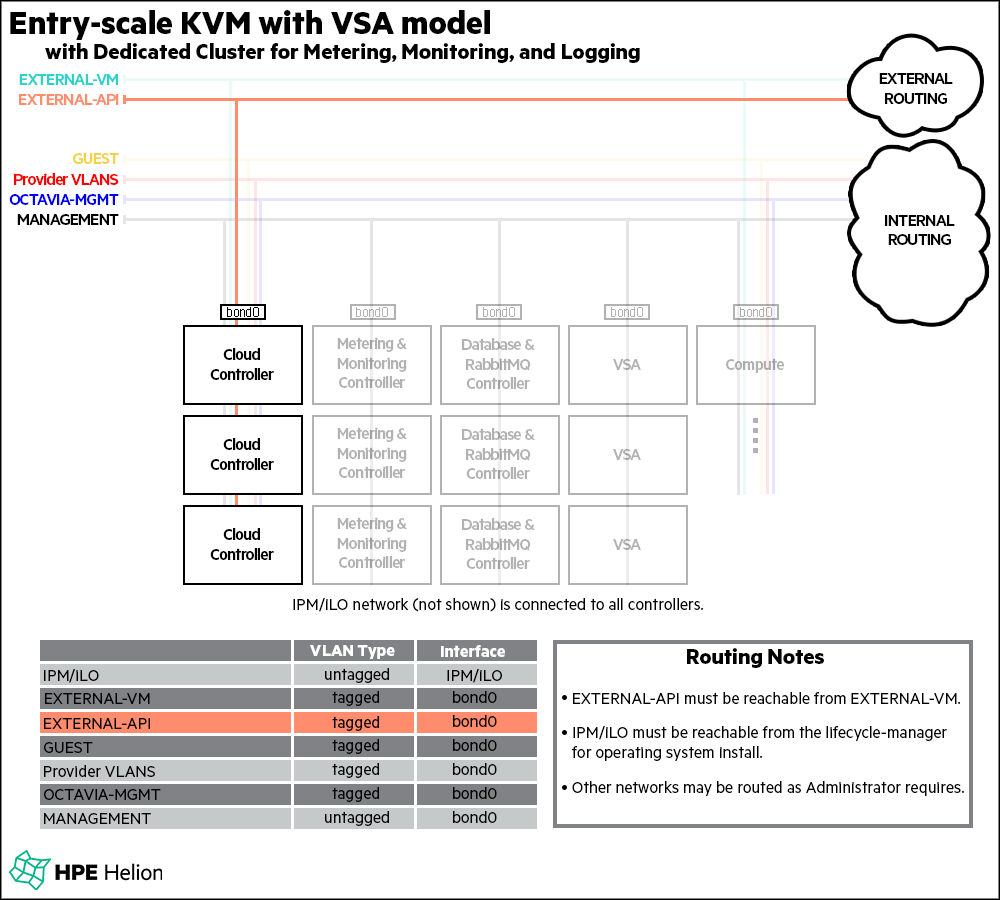 Entry-scale KVM with VSA model
with Dedicated Cluster for Metering, Monitoring, and Logging
EXTERNAL-VM
EXTERNAL-API
EXTERNAL
ROUTING
GUEST
Provider VLANS
OCTAVIA-MGMT
MANAGEMENT
INTERNAL
ROUTING
bond0 bond0 bond0 bond0 bond0
Cloud
Controller
Metering &
Monitoring
Controiller
Database &
RabbitMQ
Controller
VSA
Compute
Cloud
Controller
Metering &
Monitoring
Controiller
Database &
RabbitMQ
Controller
VSA
Cloud
Controller
Metering &
Monitoring
Controiller
Database &
RabbitMQ
Controller
VSA
IPM/iLO network (not shown) is connected to all controllers.
VLAN Type Interface
IPM/ILO untagged IPM/ILO
EXTERNAL-VM tagged bond0
EXTERNAL-API tagged bond0
GUEST tagged bond0
Provider VLANS tagged bond0
OCTAVIA-MGMT tagged bond0
MANAGEMENT untagged bond0
Routing Notes
• EXTERNAL-API must be reachable from EXTERNAL-VM.
• IPM/ILO must be reachable from the lifecycle-manager
for operating system install.
• Other networks may be routed as Administrator requires.
HPE Helion